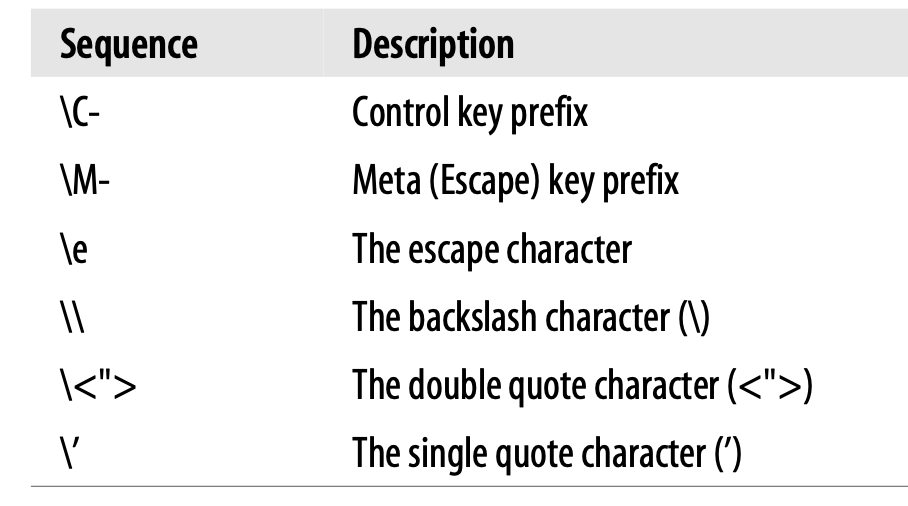 Sequence Description
\C- Control key prefix
\M- Meta (Escape) key prefix
\e The escape character
\\ The backslash character (\)
\<"> The double quote character (<">)
\’ The single quote character (’)